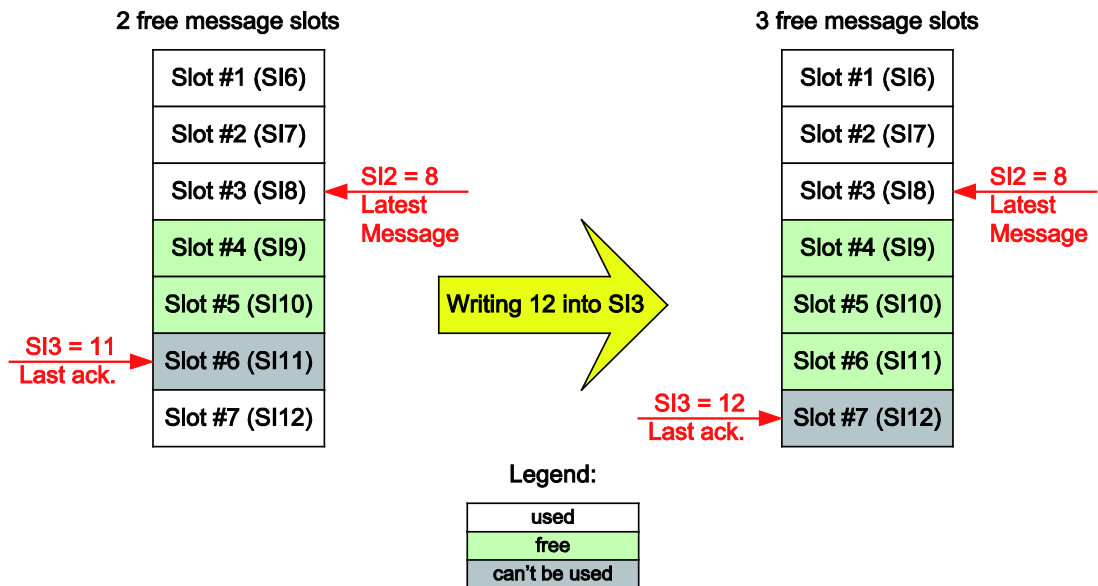 2 free message slots
Slot #1 (SI6)
Slot #2 (SI7)
Slot #3 (SI8)
SI2 = 8
Latest
Message
Slot #4 (SI9)
Slot #5 (SI10)
SI3 = 11
Last ack.
Slot #6 (SI11)
Slot #7 (SI12)
Writing 12 into SI3
3 free message slots
Slot #1 (SI6)
Slot #2 (SI7)
Slot #3 (SI8)
SI2 = 8
Latest
Message
Slot #4 (SI9)
Slot #5 (SI10)
Slot #6 (SI11)
SI3 = 12
Last ack.
Slot #7 (SI12)
Legend:
used
free
can't be used